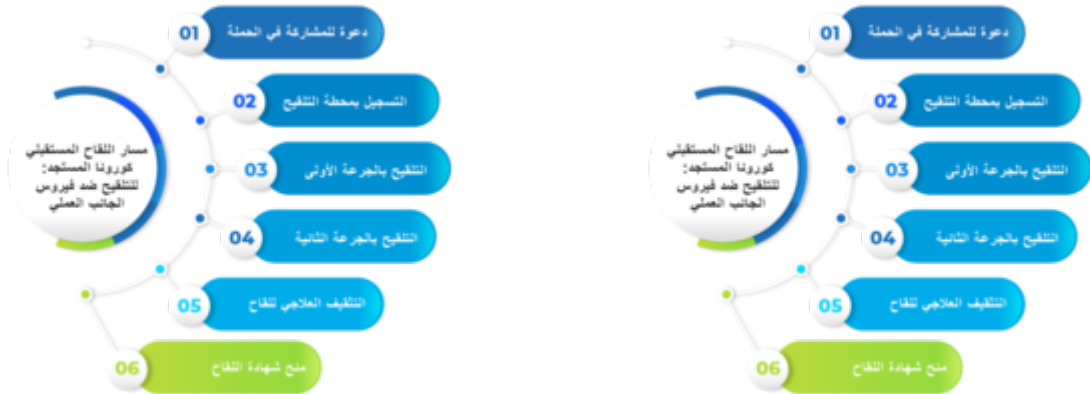 01
دعوة للمشاركة في الحملة
02
التسجيل بمحطة التلقيح
03
التلقيح بالجرعة الأولى
04
التلقيح بالجرعة الثانية
05
التثقيف العلاجي للقاح
06
منح شهادة اللقاح
مسار اللقاح المستقبلي
كورونا المستجد:
للتلقيح ضد فيروس
الجانب العملي
01
دعوة للمشاركة في الحملة
02
التسجيل بمحطة التلقيح
03
التلقيح بالجرعة الأولى
04
التلقيح بالجرعة الثانية
05
التثقيف العلاجي للقاح
06
منح شهادة اللقاح
مسار اللقاح المستقبلي
كورونا المستجد:
للتلقيح ضد فيروس
الجانب العملي